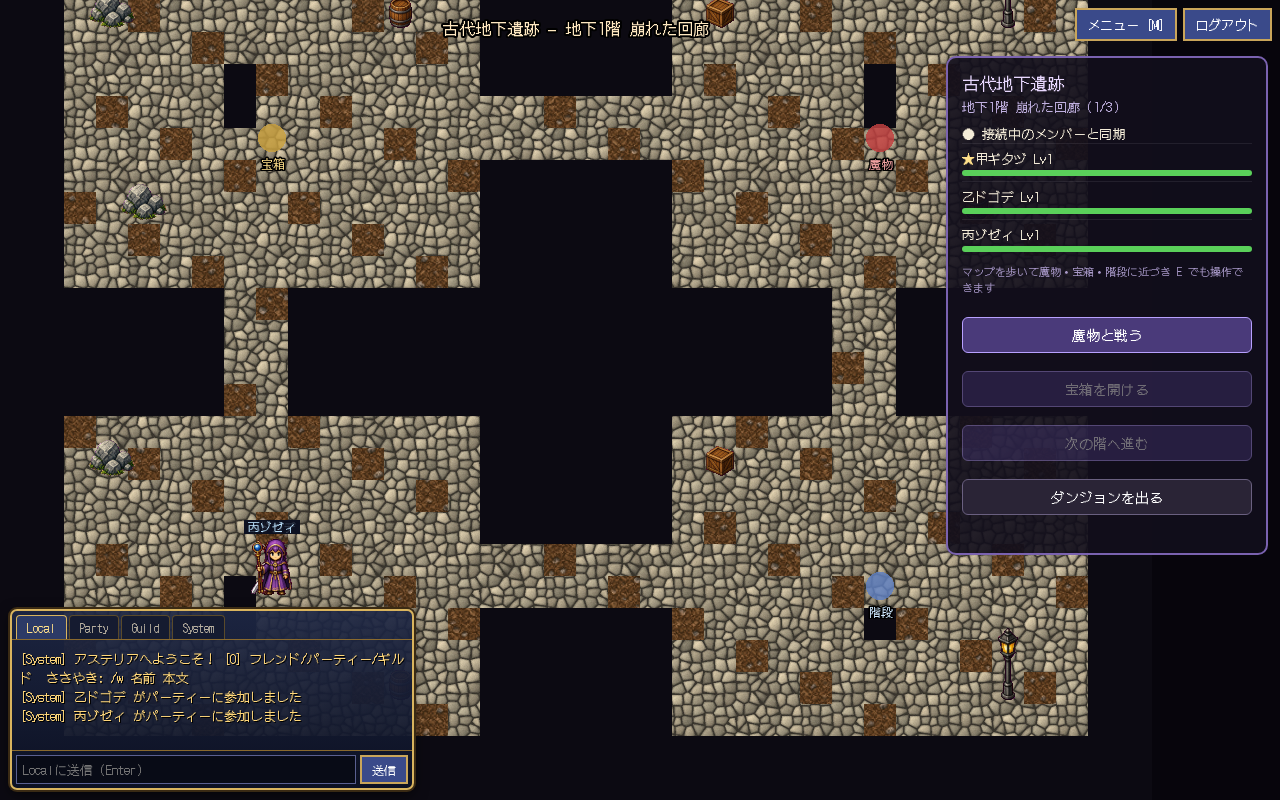 古代地下遺跡 – 地下1階 崩れた回廊
メニュー [M]
ログアウト
古代地下遺跡
地下1階 崩れた回廊 (1/3)
接続中のメンバーと同期
★甲ギタヅ Lv1
乙ドゴデ Lv1
丙ゾゼィ Lv1
マップを歩いて魔物・宝箱・階段に近づき E でも操作で
きます
魔物と戦う
宝箱を開ける
次の階へ進む
ダンジョンを出る
宝箱
魔物
丙ゾゼィ
階段
Local
Party
Guild
System
[System] アステリアへようこそ！ [O] フレンド/パーティー/ギル
ド ささやき: /w 名前 本文
[System] 乙ドゴデ がパーティーに参加しました
[System] 丙ゾゼィ がパーティーに参加しました
Localに送信 (Enter)
送信